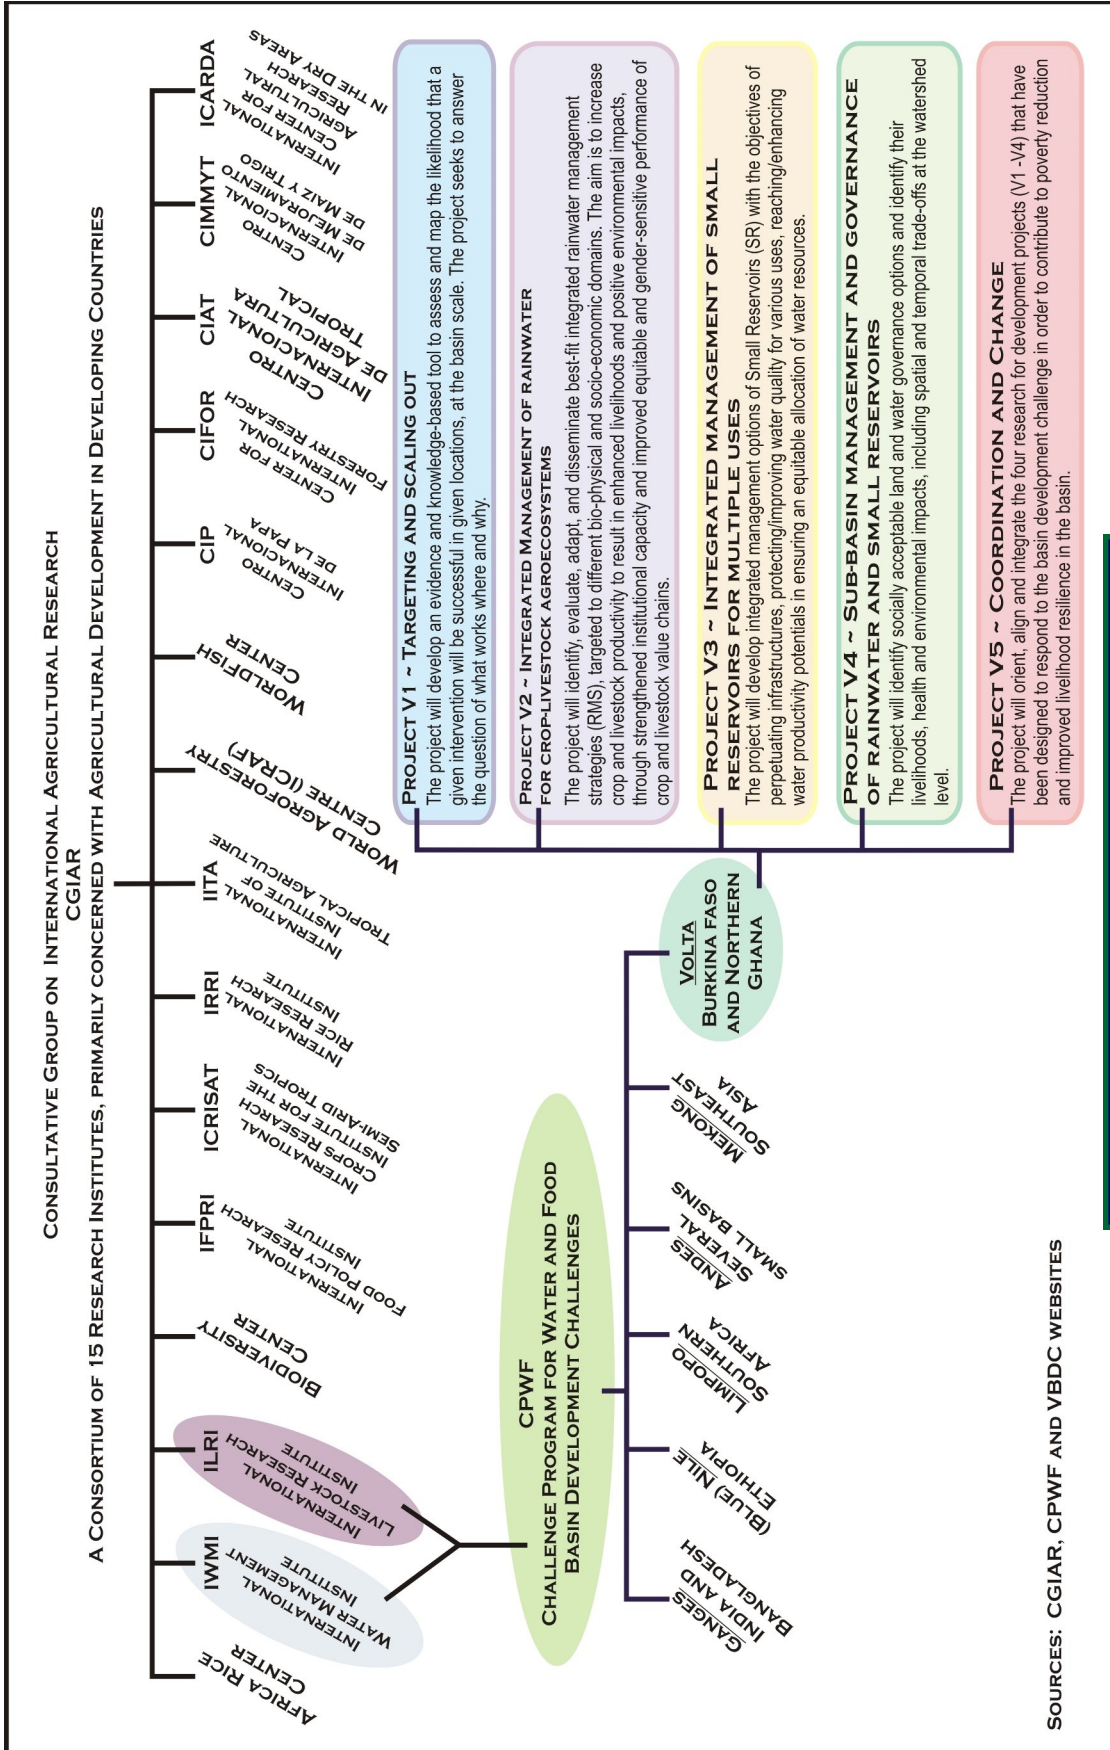 CONSULTATIVE GROUP ON INTERNATIONAL AGRICULTURAL RESEARCH
CGIAR
A CONSORTIUM OF 15 RESEARCH INSTITUTES, PRIMARILY CONCERNED WITH AGRICULTURAL DEVELOPMENT IN DEVELOPING COUNTRIES
AFRICA RICE
CENTER
IWMI
INTERNATIONAL
WATER MANAGEMENT
INSTITUTE
ILRI
INTERNATIONAL
LIVESTOCK RESEARCH
INSTITUTE
BIODIVERSITY
CENTER
IFPRI
INTERNATIONAL
FOOD POLICY RESEARCH
INSTITUTE
ICRISAT
INTERNATIONAL
CROPS RESEARCH
INSTITUTE FOR THE
SEMI-ARID TROPICS
IRRI
INTERNATIONAL
RICE RESEARCH
INSTITUTE
IITA
INTERNATIONAL
INSTITUTE OF
TROPICAL AGRICULTURE
WORLD AGROFORESTRY
CENTRE (ICRAF)
WORLDFISH
CENTER
CIP
CENTRO
INTERNACIONAL
DE LA PAPA
CIFOR
CENTER FOR
INTERNATIONAL
FORESTRY RESEARCH
CIAT
CENTRO
INTERNACIONAL
DE AGRICULTURA
TROPICAL
CIMMYT
CENTRO
INTERNACIONAL
DE MEJORAMIENTO
DE MAIZ Y TRIGO
ICARDA
INTERNATIONAL
CENTER FOR
AGRICULTURAL
RESEARCH
IN THE DRY AREAS
CPWF
CHALLENGE PROGRAM FOR WATER AND FOOD
BASIN DEVELOPMENT CHALLENGES
GANGES
INDIA AND
BANGLADESH
(BLUE) NILE
ETHIOPIA
LIMPOPO
SOUTHERN
AFRICA
ANDES
SEVERAL
SMALL BASINS
MEKONG
SOUTHEAST
ASIA
VOLTA
BURKINA FASO
AND NORTHERN
GHANA
PROJECT V1 ~ TARGETING AND SCALING OUT
The project will develop an evidence and knowledge-based tool to assess and map the likelihood that a
given intervention will be successful in given locations, at the basin scale. The project seeks to answer
the question of what works where and why.
PROJECT V2 ~ INTEGRATED MANAGEMENT OF RAINWATER
FOR CROP-LIVESTOCK AGROECOSYSTEMS
The project will identify, evaluate, adapt, and disseminate best-fit integrated rainwater management
strategies (RMS), targeted to different bio-physical and socio-economic domains. The aim is to increase
crop and livestock productivity to result in enhanced livelihoods and positive environmental impacts,
through strengthened institutional capacity and improved equitable and gender-sensitive performance of
crop and livestock value chains.
PROJECT V3 ~ INTEGRATED MANAGEMENT OF SMALL
RESERVOIRS FOR MULTIPLE USES
The project will develop integrated management options of Small Reservoirs (SR) with the objectives of
perpetuating infrastructures, protecting/improving water quality for various uses, reaching/enhancing
water productivity potentials in ensuring an equitable allocation of water resources.
PROJECT V4 ~ SUB-BASIN MANAGEMENT AND GOVERNANCE
OF RAINWATER AND SMALL RESERVOIRS
The project will identify socially acceptable land and water governance options and identify their
livelihoods, health and environmental impacts, including spatial and temporal trade-offs at the watershed
level.
PROJECT V5 ~ COORDINATION AND CHANGE
The project will orient, align and integrate the four research for development projects (V1 -V4) that have
been designed to respond to the basin development challenge in order to contribute to poverty reduction
and improved livelihood resilience in the basin.
SOURCES: CGIAR, CPWF AND VBDC WEBSITES